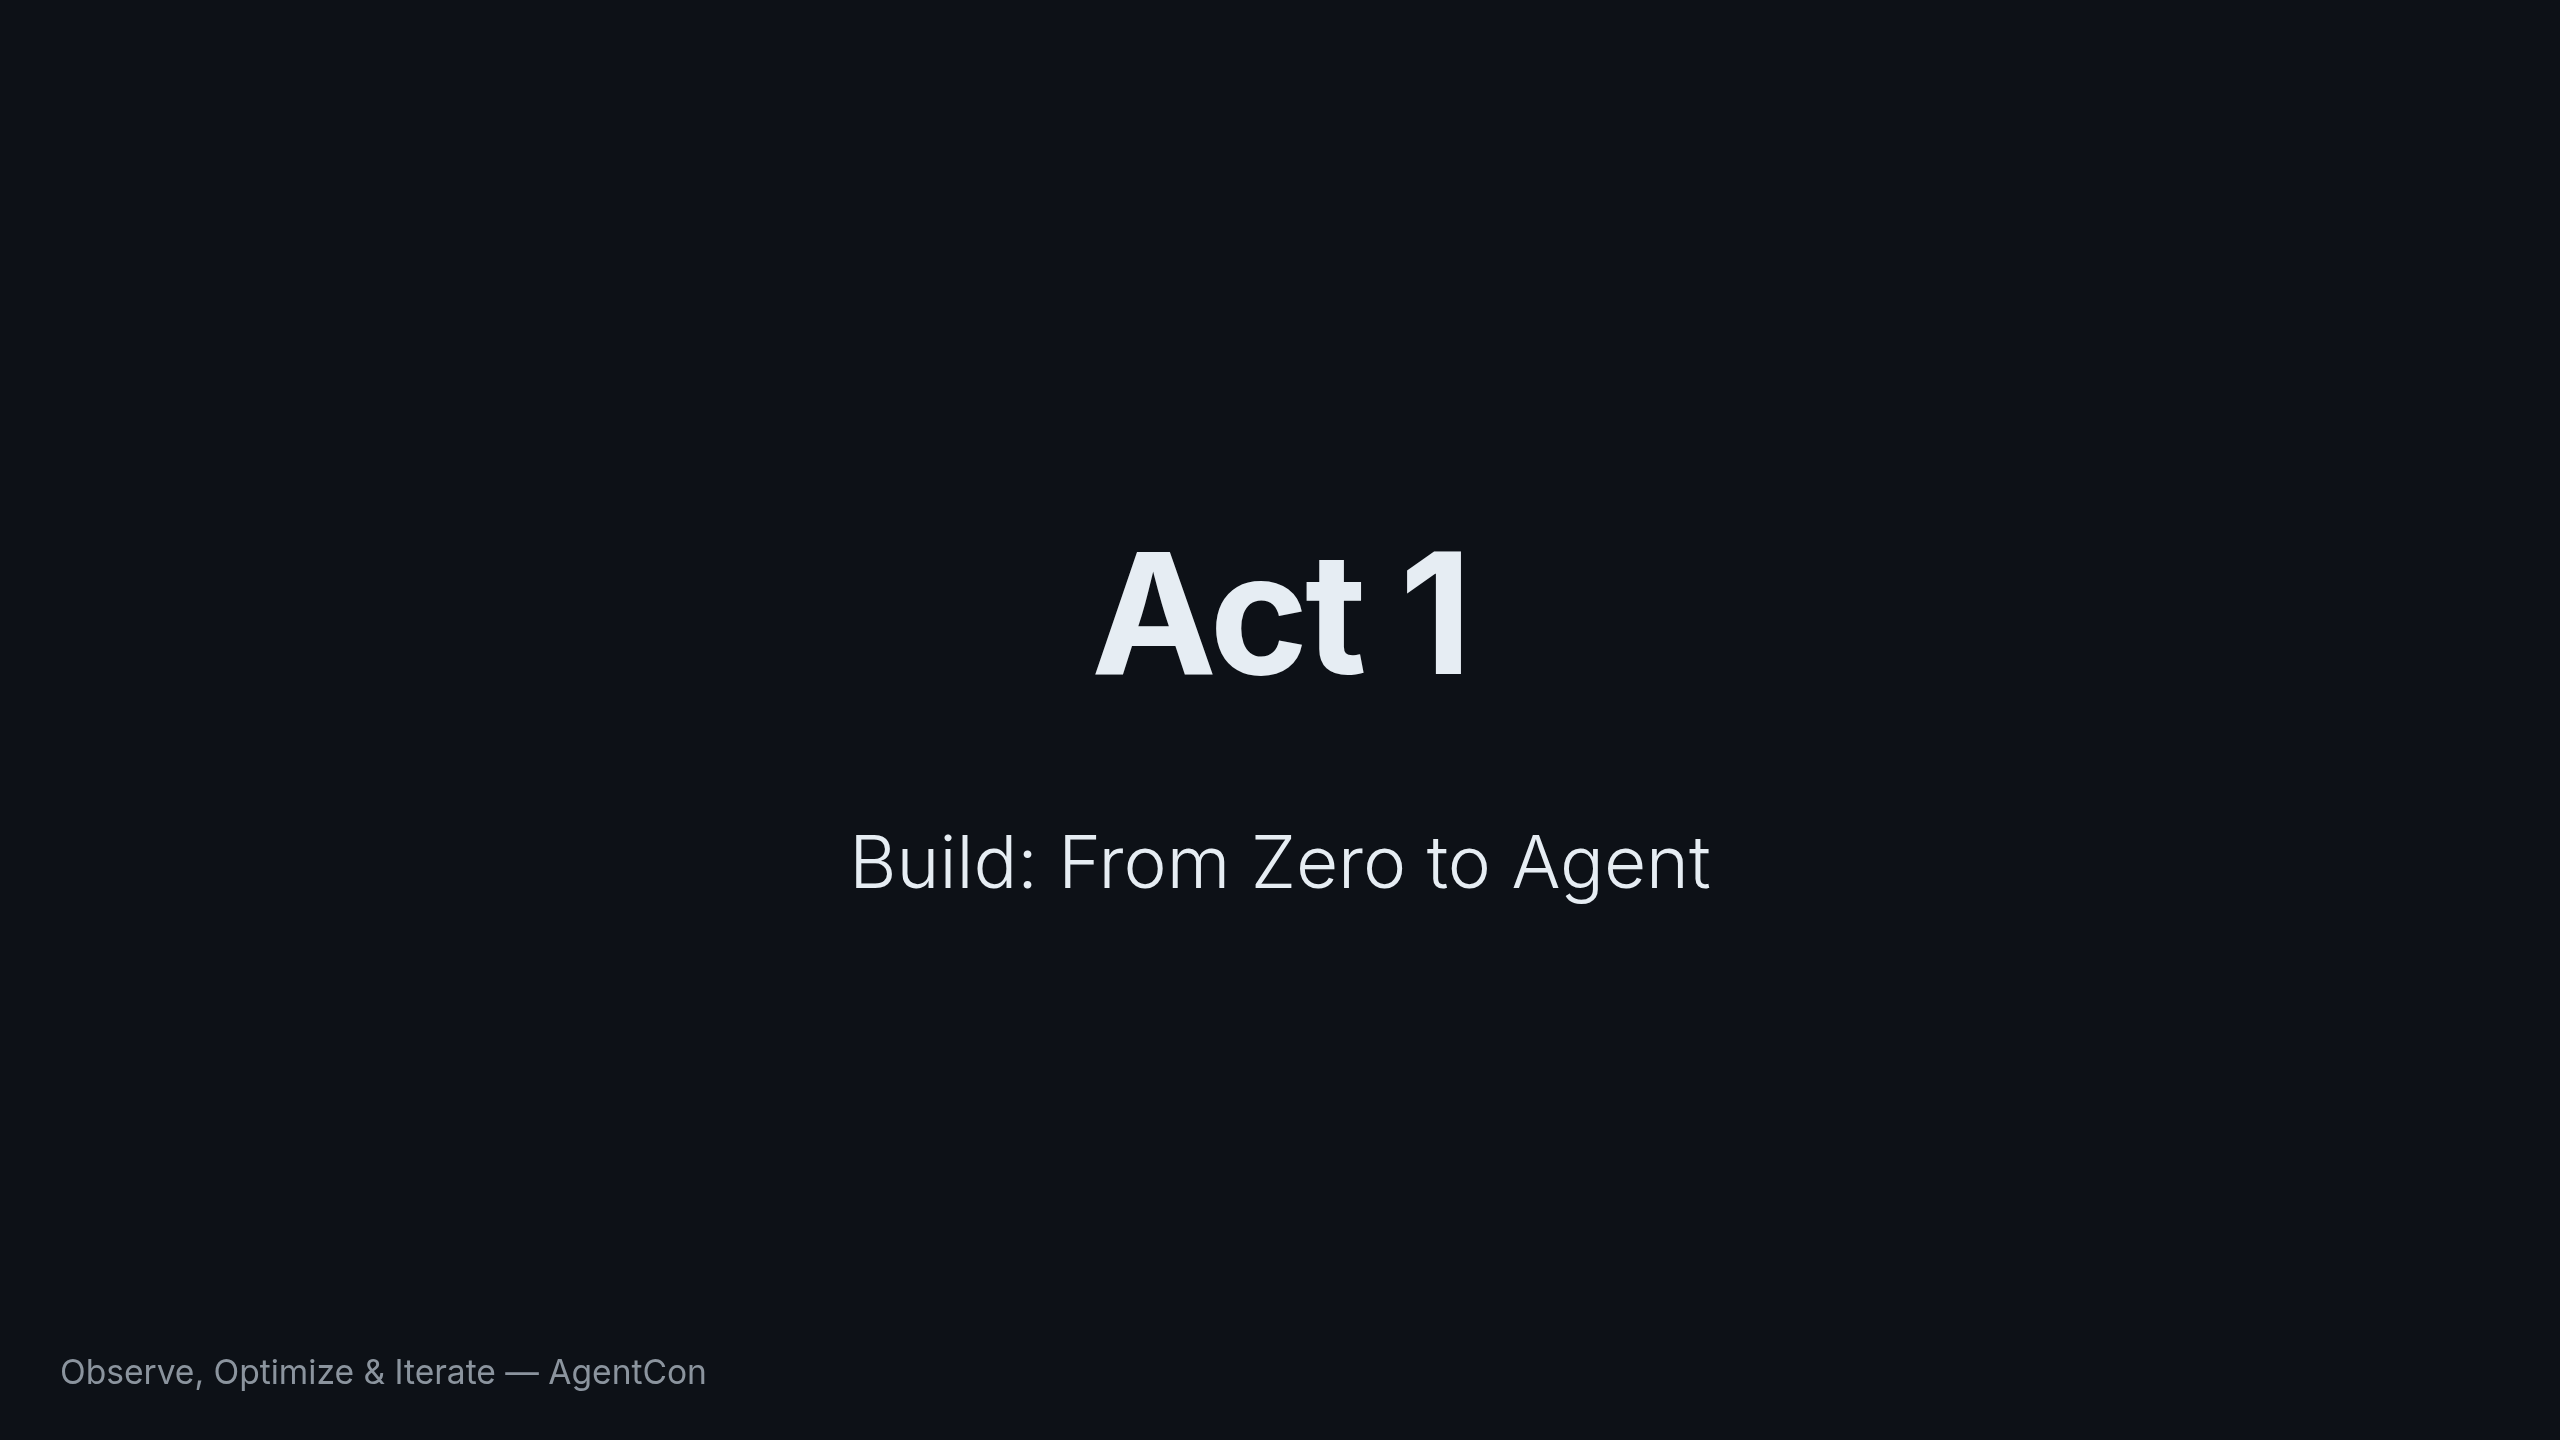 Act 1
Build: From Zero to Agent
Observe, Optimize & Iterate — AgentCon